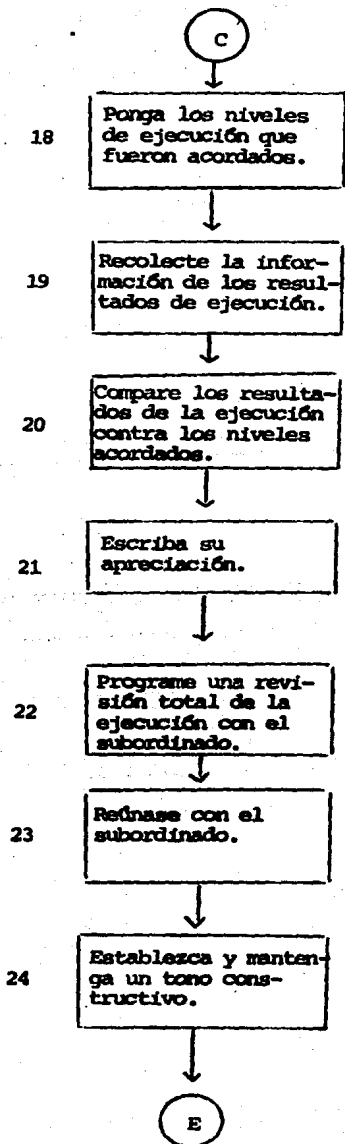 C
18
Ponga los niveles
de ejecución que
fueron acordados.
19
Recolecte la infor-
mación de los resul-
tados de ejecución.
20
Compare los resulta-
dos de la ejecución
contra los niveles
acordados.
21
Escriba su
apreciación.
22
Programe una revi-
sión total de la
ejecución con el
subordinado.
23
Reúnase con el
subordinado.
24
Establezca y manten-
ga un tono cons-
tructivo.
E